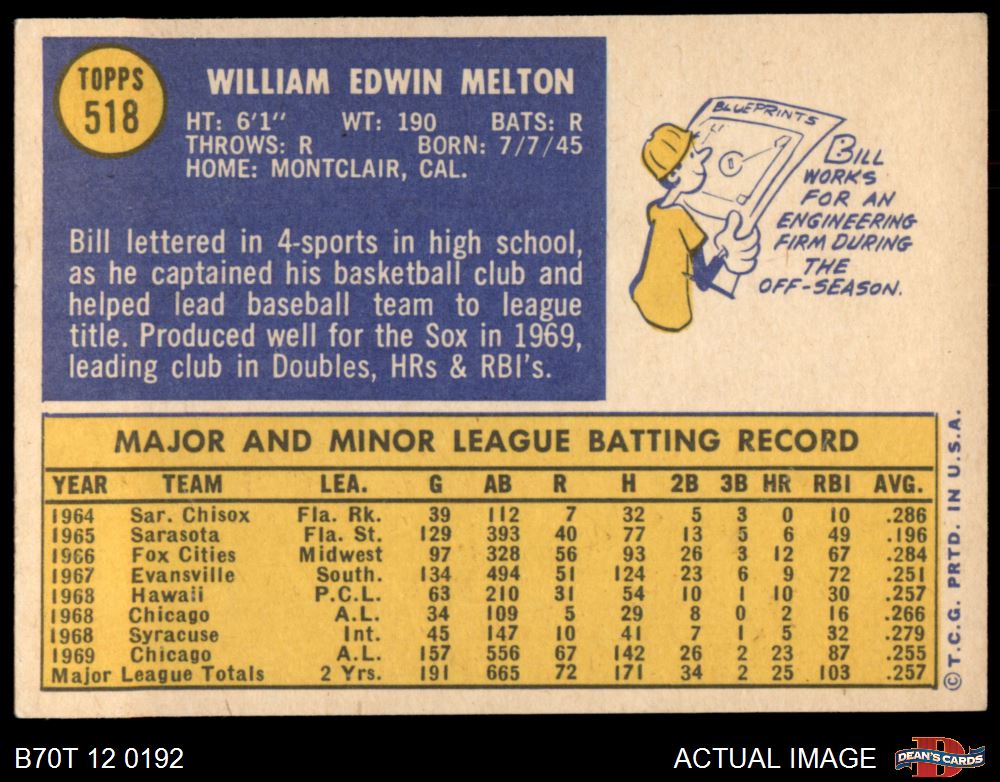 TOPPS
518
WILLIAM EDWIN MELTON
HT: 6'1" WT: 190 BATS: R
THROWS: R BORN: 7/7/45
HOME: MONTCLAIR, CAL.
Bill lettered in 4-sports in high school,
as he captained his basketball club and
helped lead baseball team to league
title. Produced well for the Sox in 1969,
leading club in Doubles, HRs & RBI's.
BLUEPRINTS
BILL
WORKS
FOR AN
ENGINEERING
FIRM DURING
THE
OFF-SEASON.
MAJOR AND MINOR LEAGUE BATTING RECORD
YEAR TEAM LEA. G AB R H 2B 3B HR RBI AVG.
1964 Sar. Chisox Fla. Rk. 39 112 7 32 5 3 0 10 .286
1965 Sarasota Fla. St. 129 393 40 77 13 5 6 49 .196
1966 Fox Cities Midwest 97 328 56 93 26 3 12 67 .284
1967 Evansville South. 134 494 51 124 23 6 9 72 .251
1968 Hawaii P.C.L. 63 210 31 54 10 1 10 30 .257
1968 Chicago A.L. 34 109 5 29 8 0 2 16 .266
1968 Syracuse Int. 45 147 10 41 7 1 5 32 .279
1969 Chicago A.L. 157 556 67 142 26 2 23 87 .255
Major League Totals 2 Yrs. 191 665 72 171 34 2 25 103 .257
©T.C.G. PRTD. IN U.S.A.
B70T 12 0192
ACTUAL IMAGE
D
DEAN'S CARDS